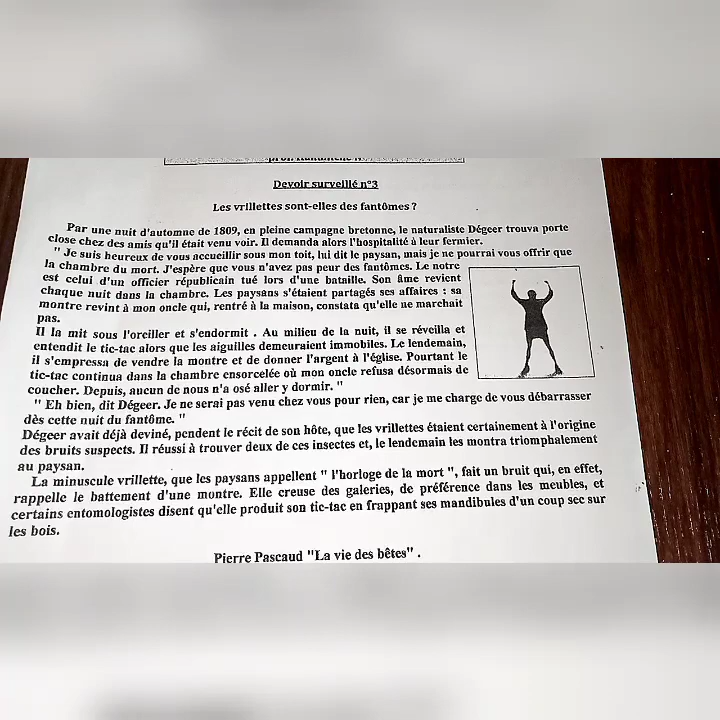 Devoir surveillé n°3
Les vrillettes sont-elles des fantômes ?
Par une nuit d'automne de 1809, en pleine campagne bretonne, le naturaliste Dégeer trouva porte
close chez des amis qu'il était venu voir. Il demanda alors l'hospitalité à leur fermier.
" Je suis heureux de vous accueillir sous mon toit, lui dit le paysan, mais je ne pourrai vous offrir que
la chambre du mort. J'espère que vous n'avez pas peur des fantômes. Le notre
est celui d'un officier républicain tué lors d'une bataille. Son âme revient
chaque nuit dans la chambre. Les paysans s'étaient partagés ses affaires : sa
montre revint à mon oncle qui, rentré à la maison, constata qu'elle ne marchait
pas.
Il la mit sous l'oreiller et s'endormit . Au milieu de la nuit, il se réveilla et
entendit le tic-tac alors que les aiguilles demeuraient immobiles. Le lendemain,
il s'empressa de vendre la montre et de donner l'argent à l'église. Pourtant le
tic-tac continua dans la chambre ensorcelée où mon oncle refusa désormais de
coucher. Depuis, aucun de nous n'a osé aller y dormir. "
" Eh bien, dit Dégeer. Je ne serai pas venu chez vous pour rien, car je me charge de vous débarrasser
dès cette nuit du fantôme. "
Dégeer avait déjà deviné, pendent le récit de son hôte, que les vrillettes étaient certainement à l'origine
des bruits suspects. Il réussi à trouver deux de ces insectes et, le lendemain les montra triomphalement
au paysan.
La minuscule vrillette, que les paysans appellent " l'horloge de la mort ", fait un bruit qui, en effet,
rappelle le battement d'une montre. Elle creuse des galeries, de préférence dans les meubles, et
certains entomologistes disent qu'elle produit son tic-tac en frappant ses mandibules d'un coup sec sur
les bois.
Pierre Pascaud "La vie des bêtes" .